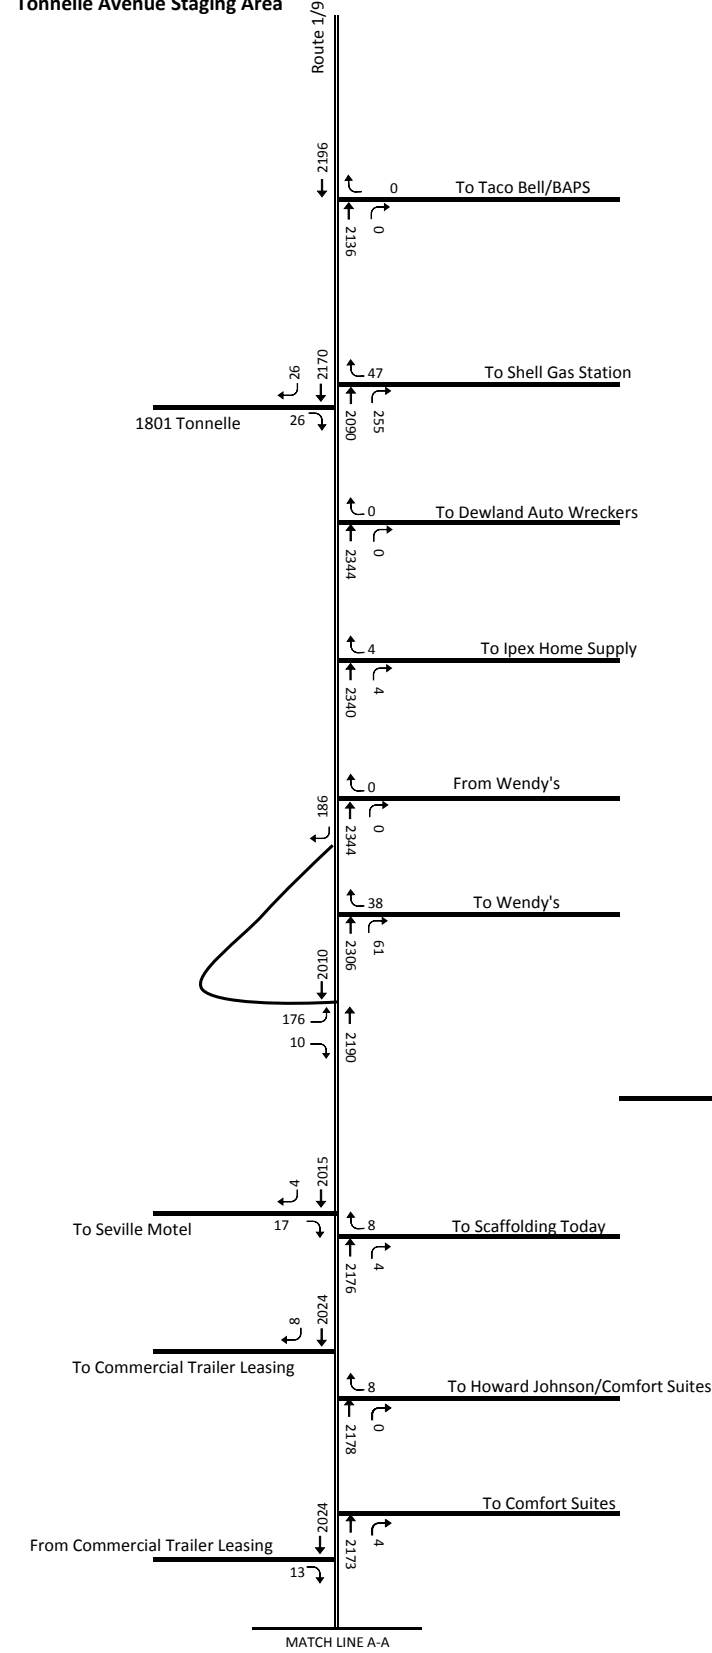 Tonnelle Avenue Staging Area
Route 1/9
2196
0
To Taco Bell/BAPS
2136
0
26
2170
47
To Shell Gas Station
1801 Tonnelle
26
2090
255
0
To Dewland Auto Wreckers
2344
0
4
To Ipex Home Supply
2340
4
0
From Wendy's
186
2344
0
38
To Wendy's
2306
61
2010
176
10
2190
4
2015
To Seville Motel
17
8
To Scaffolding Today
2176
4
8
2024
To Commercial Trailer Leasing
8
To Howard Johnson/Comfort Suites
2178
0
To Comfort Suites
2024
From Commercial Trailer Leasing
2173
4
13
MATCH LINE A-A